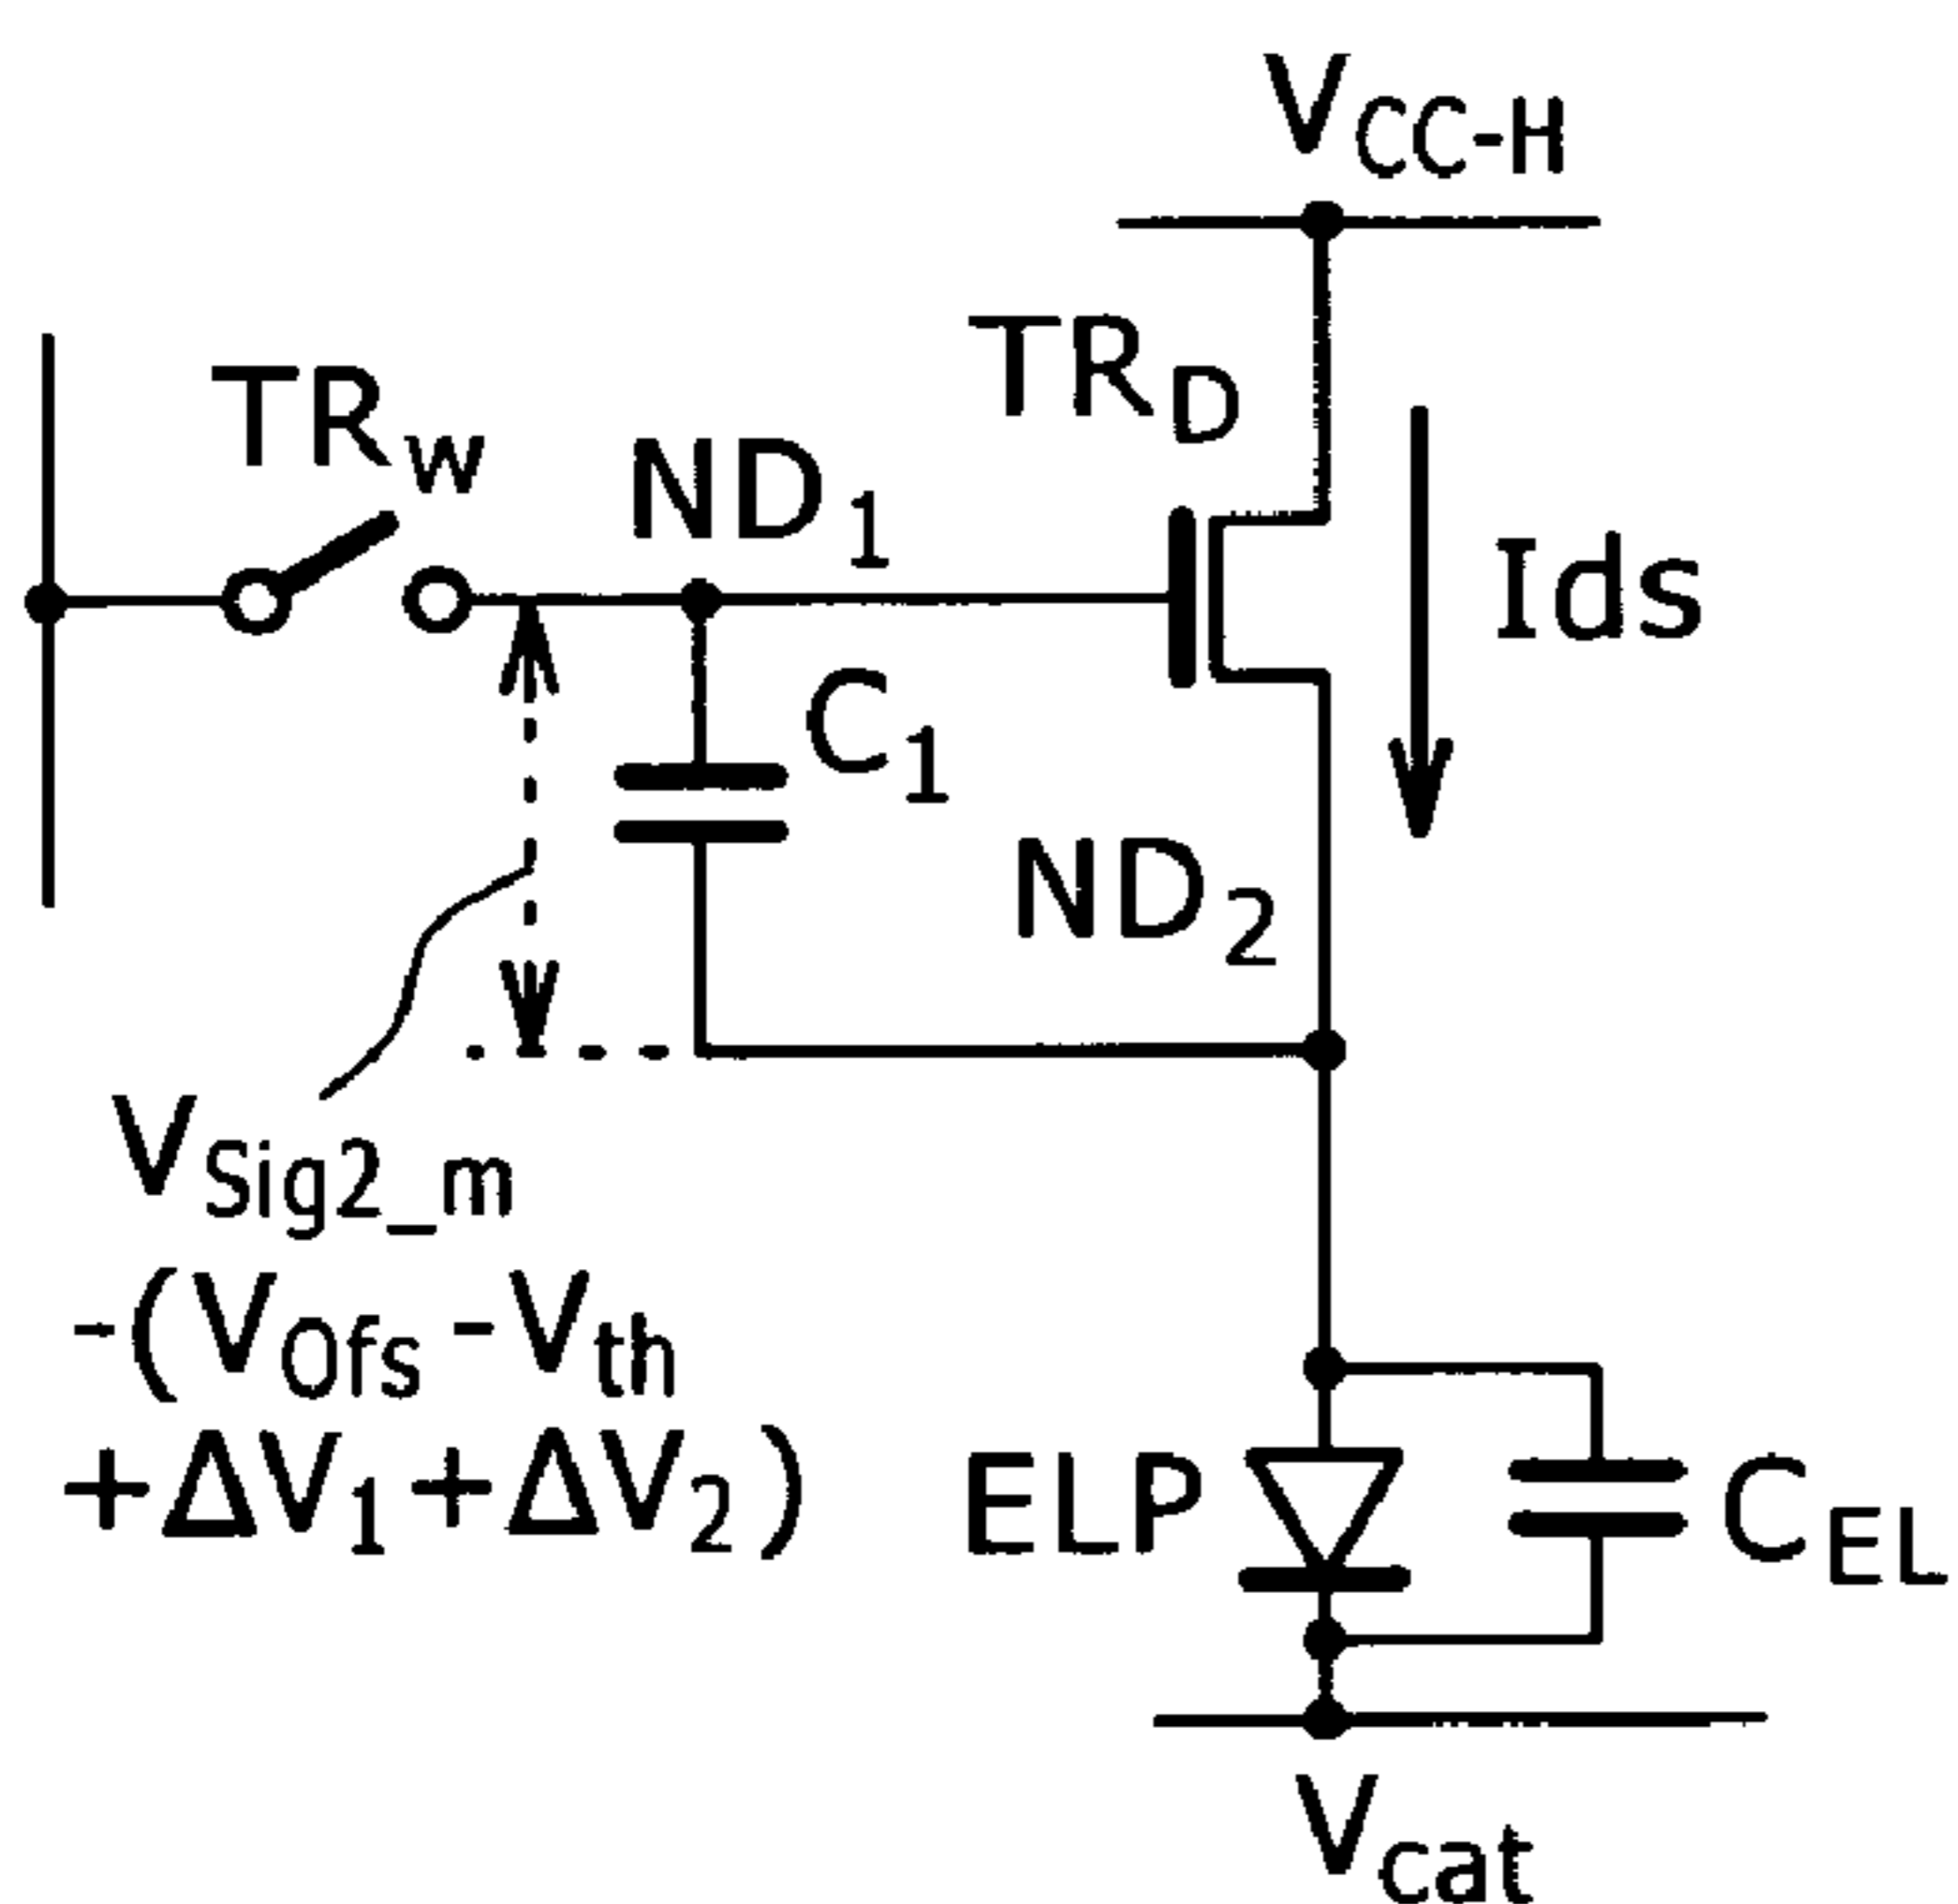 VCC-H
TRD
TRW
ND1
Ids
C1
ND2
VSig2_m
-(VOfs-Vth
+ΔV1+ΔV2)
ELP
CEL
Vcat